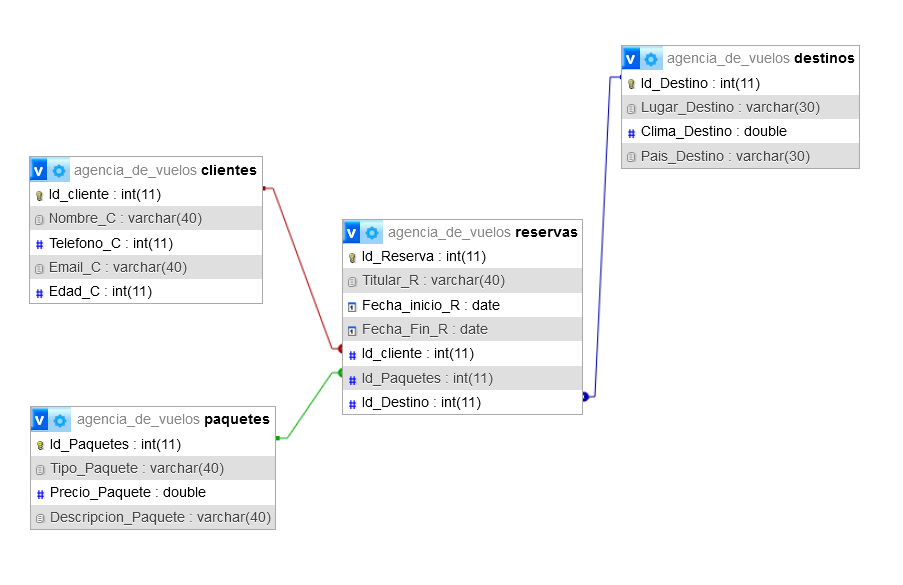 v agencia_de_vuelos destinos
Id_Destino : int(11)
Lugar_Destino : varchar(30)
# Clima_Destino : double
Pais_Destino : varchar(30)
v agencia_de_vuelos clientes
Id_cliente : int(11)
Nombre_C : varchar(40)
# Telefono_C : int(11)
Email_C : varchar(40)
# Edad_C : int(11)
v agencia_de_vuelos reservas
Id_Reserva : int(11)
Titular_R : varchar(40)
Fecha_inicio_R : date
Fecha_Fin_R : date
# Id_cliente : int(11)
# Id_Paquetes : int(11)
# Id_Destino : int(11)
v agencia_de_vuelos paquetes
Id_Paquetes : int(11)
Tipo_Paquete : varchar(40)
# Precio_Paquete : double
Descripcion_Paquete : varchar(40)